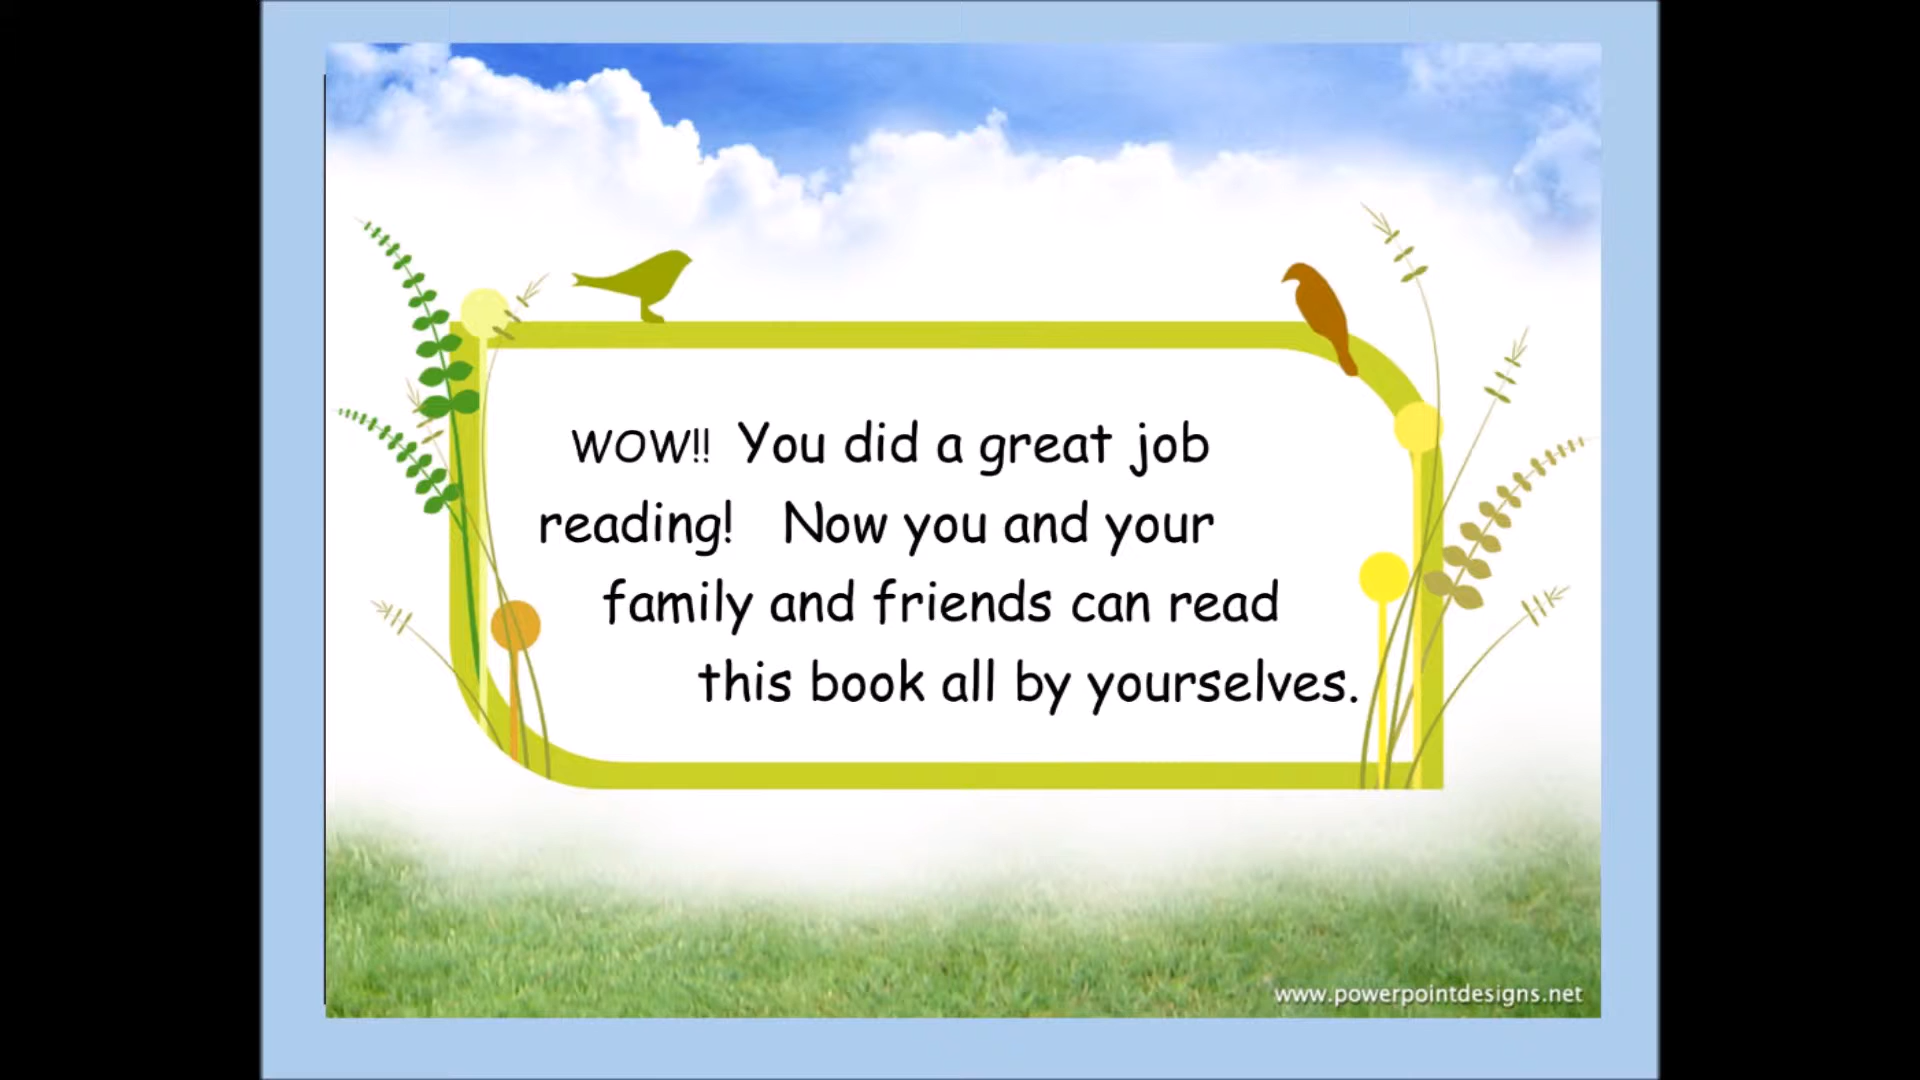 WOW!! You did a great job
reading! Now you and your
family and friends can read
this book all by yourselves.
www.powerpointdesigns.net